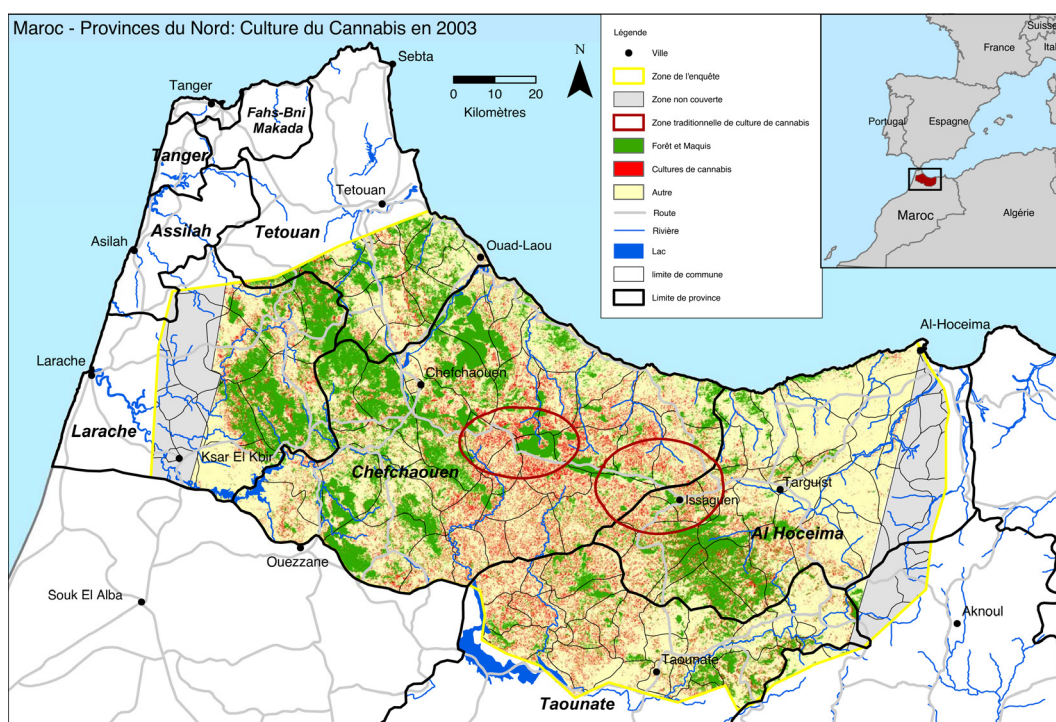 Maroc - Provinces du Nord: Culture du Cannabis en 2003
Sebta
Tanger
Fahs-Bni
Makada
Tanger
Tetouan
Assilah
Tetouan
Asilah
Ouad-Laou
Larache
Larache
Ksar El Kbir
Chefchaouen
Chefchaouen
Al-Hoceima
Issaguen
Targuist
Al Hoceima
Ouezzane
Souk El Alba
Aknoul
Taounate
Taounate
0 10 20
Kilomètres
N
Légende
Ville
Zone de l'enquête
Zone non couverte
Zone traditionnelle de culture de cannabis
Forêt et Maquis
Cultures de cannabis
Autre
Route
Rivière
Lac
limite de commune
Limite de province
France
Suisse
Ital
Portugal
Espagne
Maroc
Algérie